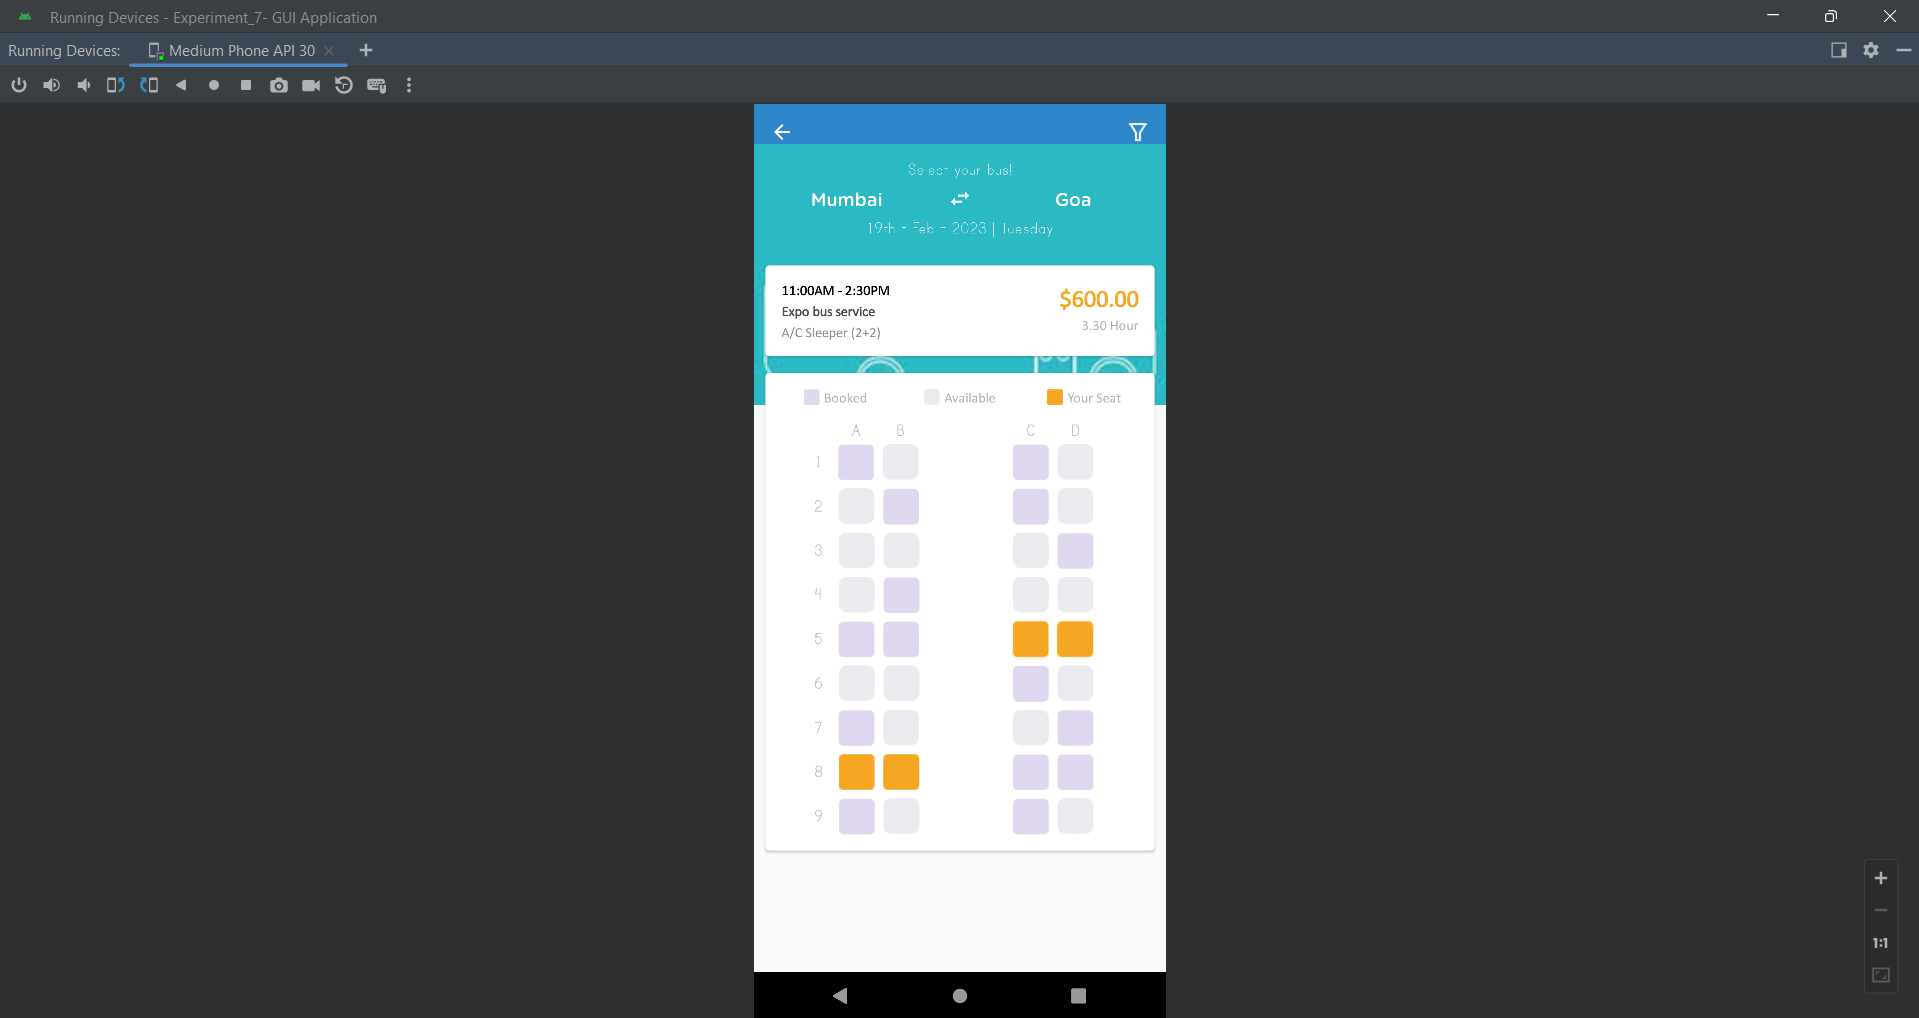 Running Devices - Experiment_7- GUI Application
Running Devices: Medium Phone API 30
Select your bus!
Mumbai Goa
19th - Feb - 2023 | Tuesday
11:00AM - 2:30PM
$600.00
Expo bus service
3.30 Hour
A/C Sleeper (2+2)
Booked Available Your Seat
A B C D
1
2
3
4
5
6
7
8
9
1:1